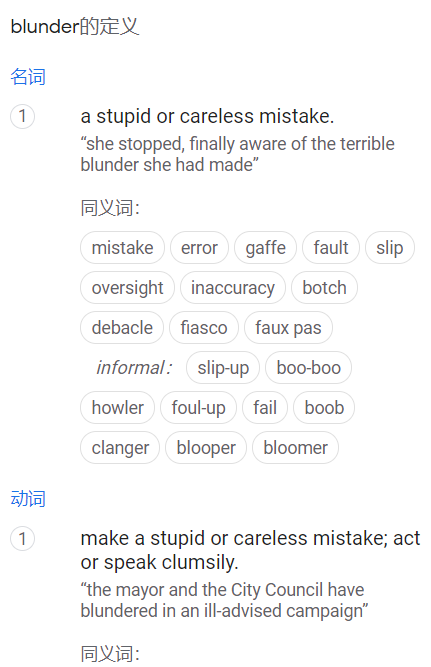 blunder的定义
名词
1 a stupid or careless mistake.
“she stopped, finally aware of the terrible
blunder she had made”
同义词：
mistake error gaffe fault slip
oversight inaccuracy botch
debacle fiasco faux pas
informal： slip-up boo-boo
howler foul-up fail boob
clanger blooper bloomer
动词
1 make a stupid or careless mistake; act
or speak clumsily.
“the mayor and the City Council have
blundered in an ill-advised campaign”
同义词：